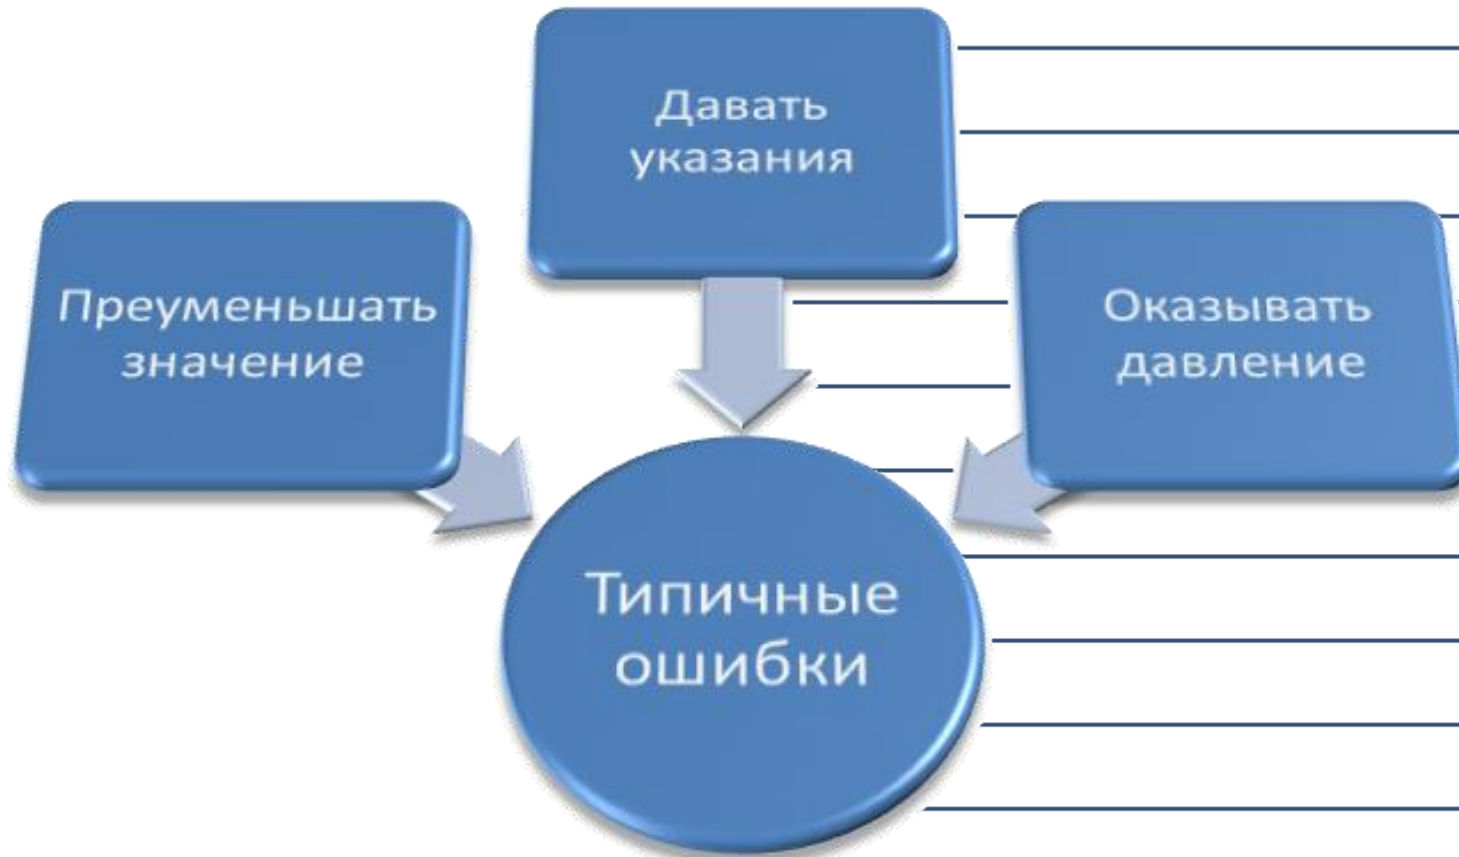 Давать
указания
Преуменьшать
значение
Оказывать
давление
Типичные
ошибки